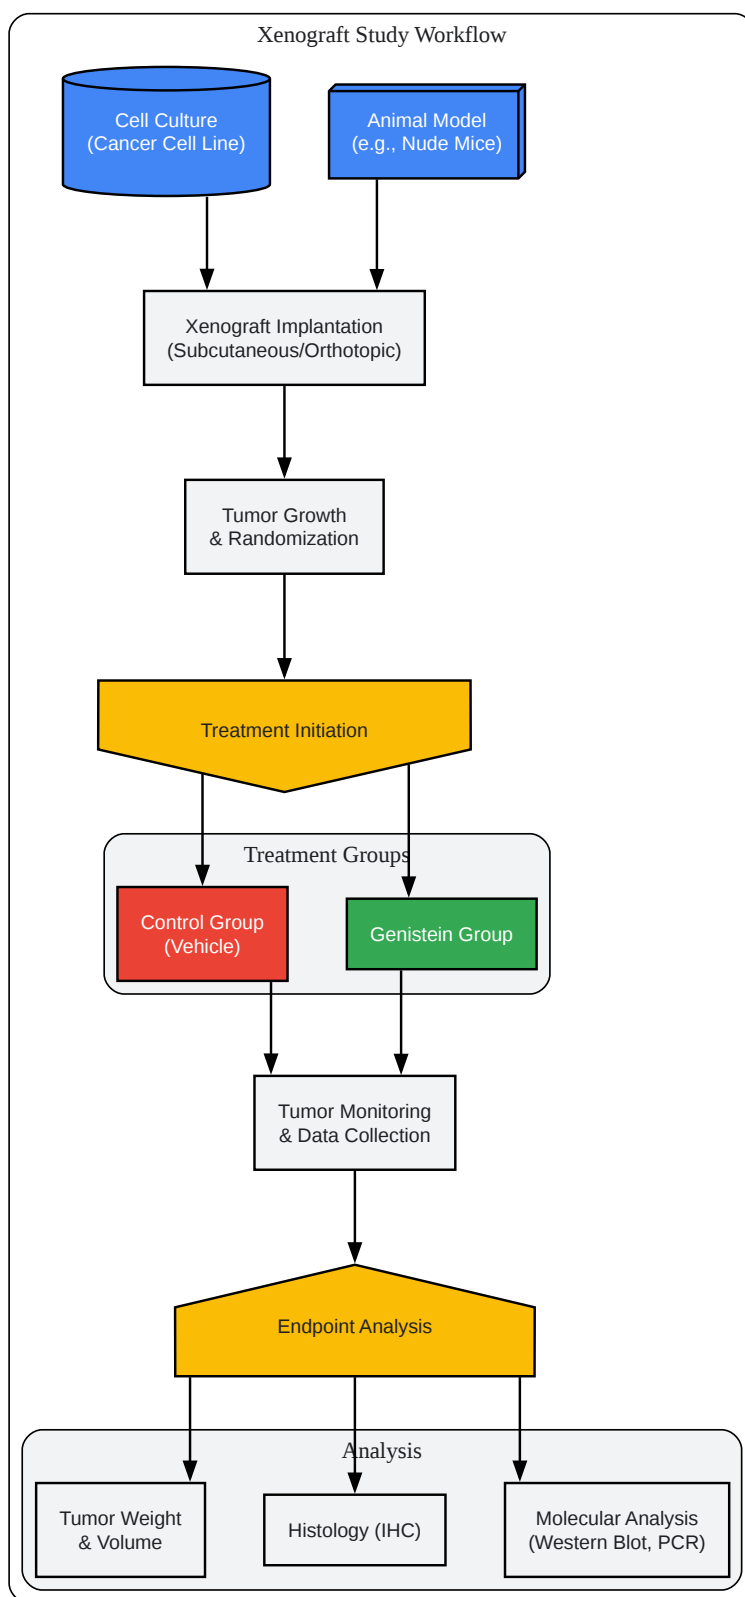 Xenograft Study Workflow
Cell Culture
(Cancer Cell Line)
Animal Model
(e.g., Nude Mice)
Xenograft Implantation
(Subcutaneous/Orthotopic)
Tumor Growth
& Randomization
Treatment Initiation
Treatment Groups
Control Group
(Vehicle)
Genistein Group
Tumor Monitoring
& Data Collection
Endpoint Analysis
Analysis
Tumor Weight
& Volume
Histology (IHC)
Molecular Analysis
(Western Blot, PCR)